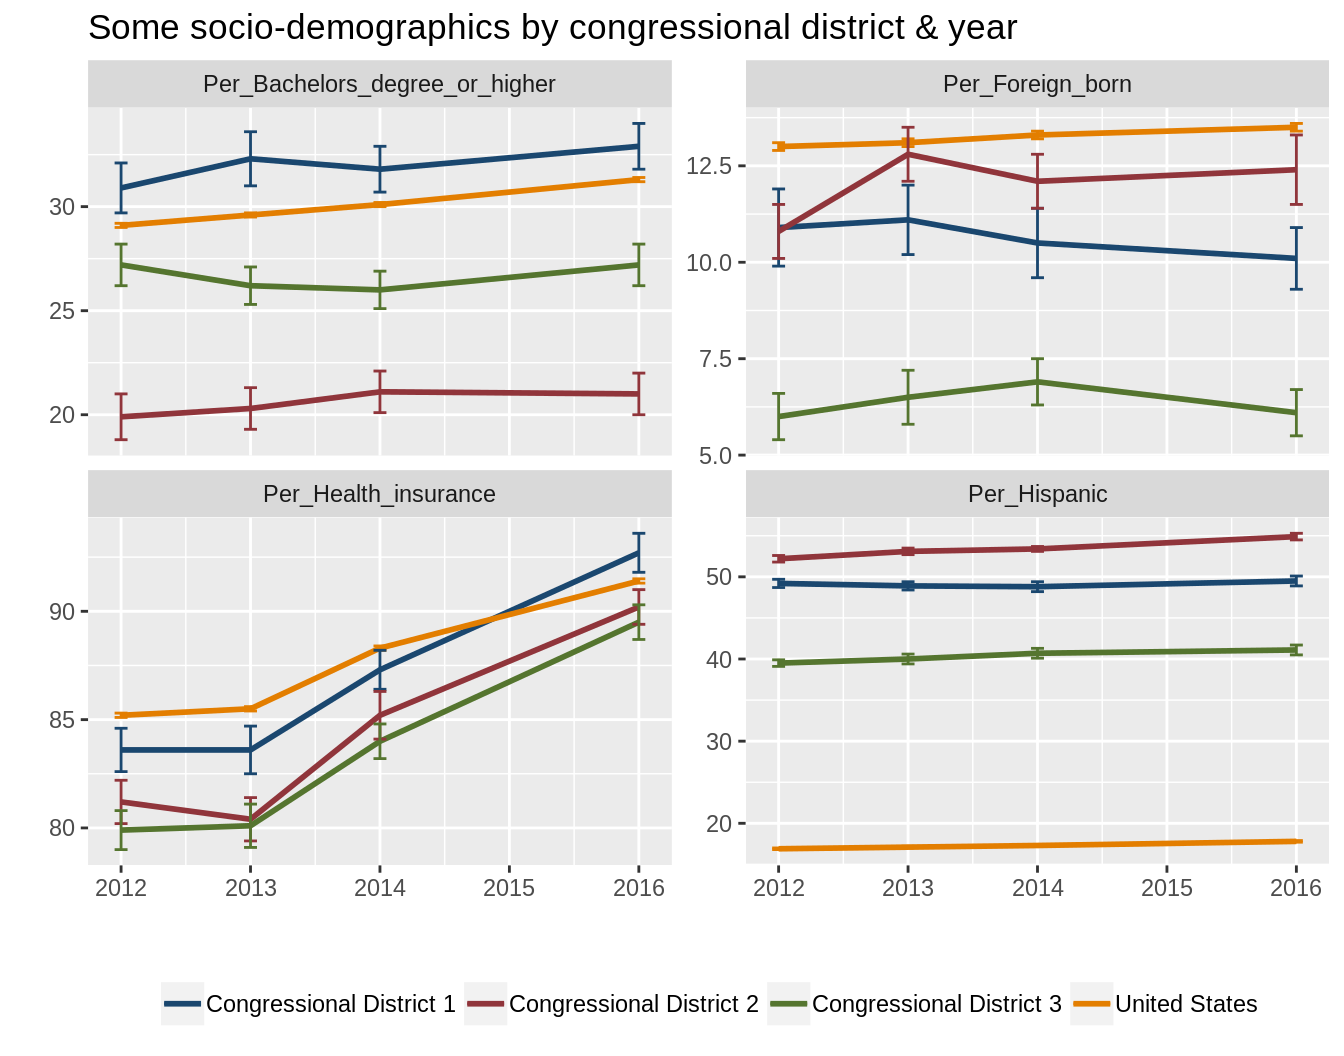 Some socio-demographics by congressional district & year
Per_Bachelors_degree_or_higher
30
25
20
Per_Foreign_born
12.5
10.0
7.5
5.0
Per_Health_insurance
90
85
80
2012 2013 2014 2015 2016
Per_Hispanic
50
40
30
20
2012 2013 2014 2015 2016
Congressional District 1 Congressional District 2 Congressional District 3 United States